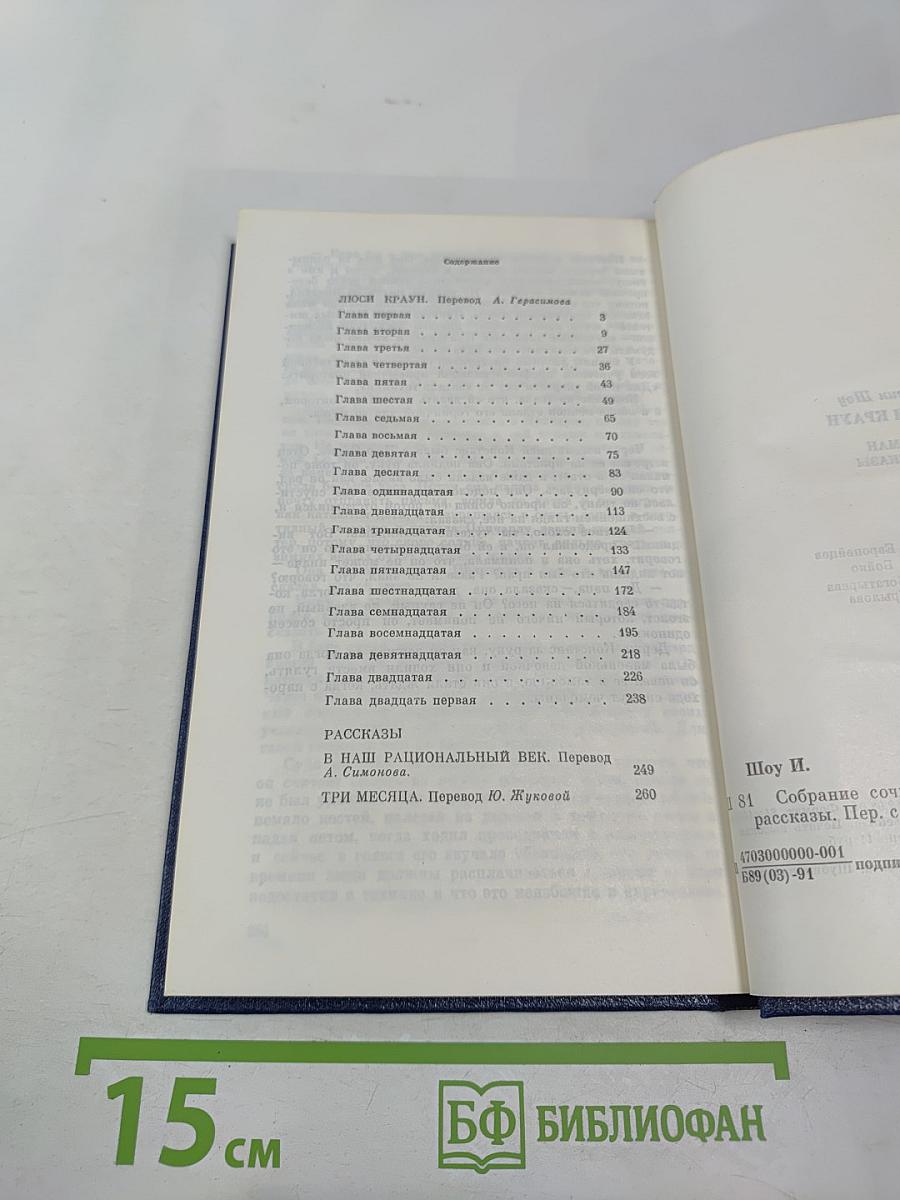 Содержание
ЛЮСИ КРАУН. Перевод А. Герасимова
Глава первая . . . . . . . . . . . . 3
Глава вторая . . . . . . . . . . . . 9
Глава третья . . . . . . . . . . . 27
Глава четвертая . . . . . . . . . . 36
Глава пятая . . . . . . . . . . . 43
Глава шестая . . . . . . . . . . . 49
Глава седьмая . . . . . . . . . . . 65
Глава восьмая . . . . . . . . . . . 70
Глава девятая . . . . . . . . . . . 75
Глава десятая . . . . . . . . . . . 83
Глава одиннадцатая . . . . . . . . . 90
Глава двенадцатая . . . . . . . . . 113
Глава тринадцатая . . . . . . . . . 124
Глава четырнадцатая . . . . . . . . 133
Глава пятнадцатая . . . . . . . . . 147
Глава шестнадцатая . . . . . . . . . 172
Глава семнадцатая . . . . . . . . . 184
Глава восемнадцатая . . . . . . . . 195
Глава девятнадцатая . . . . . . . . 218
Глава двадцатая . . . . . . . . . . 226
Глава двадцать первая . . . . . . . 238
РАССКАЗЫ
В НАШ РАЦИОНАЛЬНЫЙ ВЕК. Перевод
А. Симонова. 249
ТРИ МЕСЯЦА. Перевод Ю. Жуковой 260
Шоу И.
81 Собрание соч
рассказы. Пер. с
4703000000-001
Б89(03)-91
подпи
15 см
БФ БИБЛИОФАН